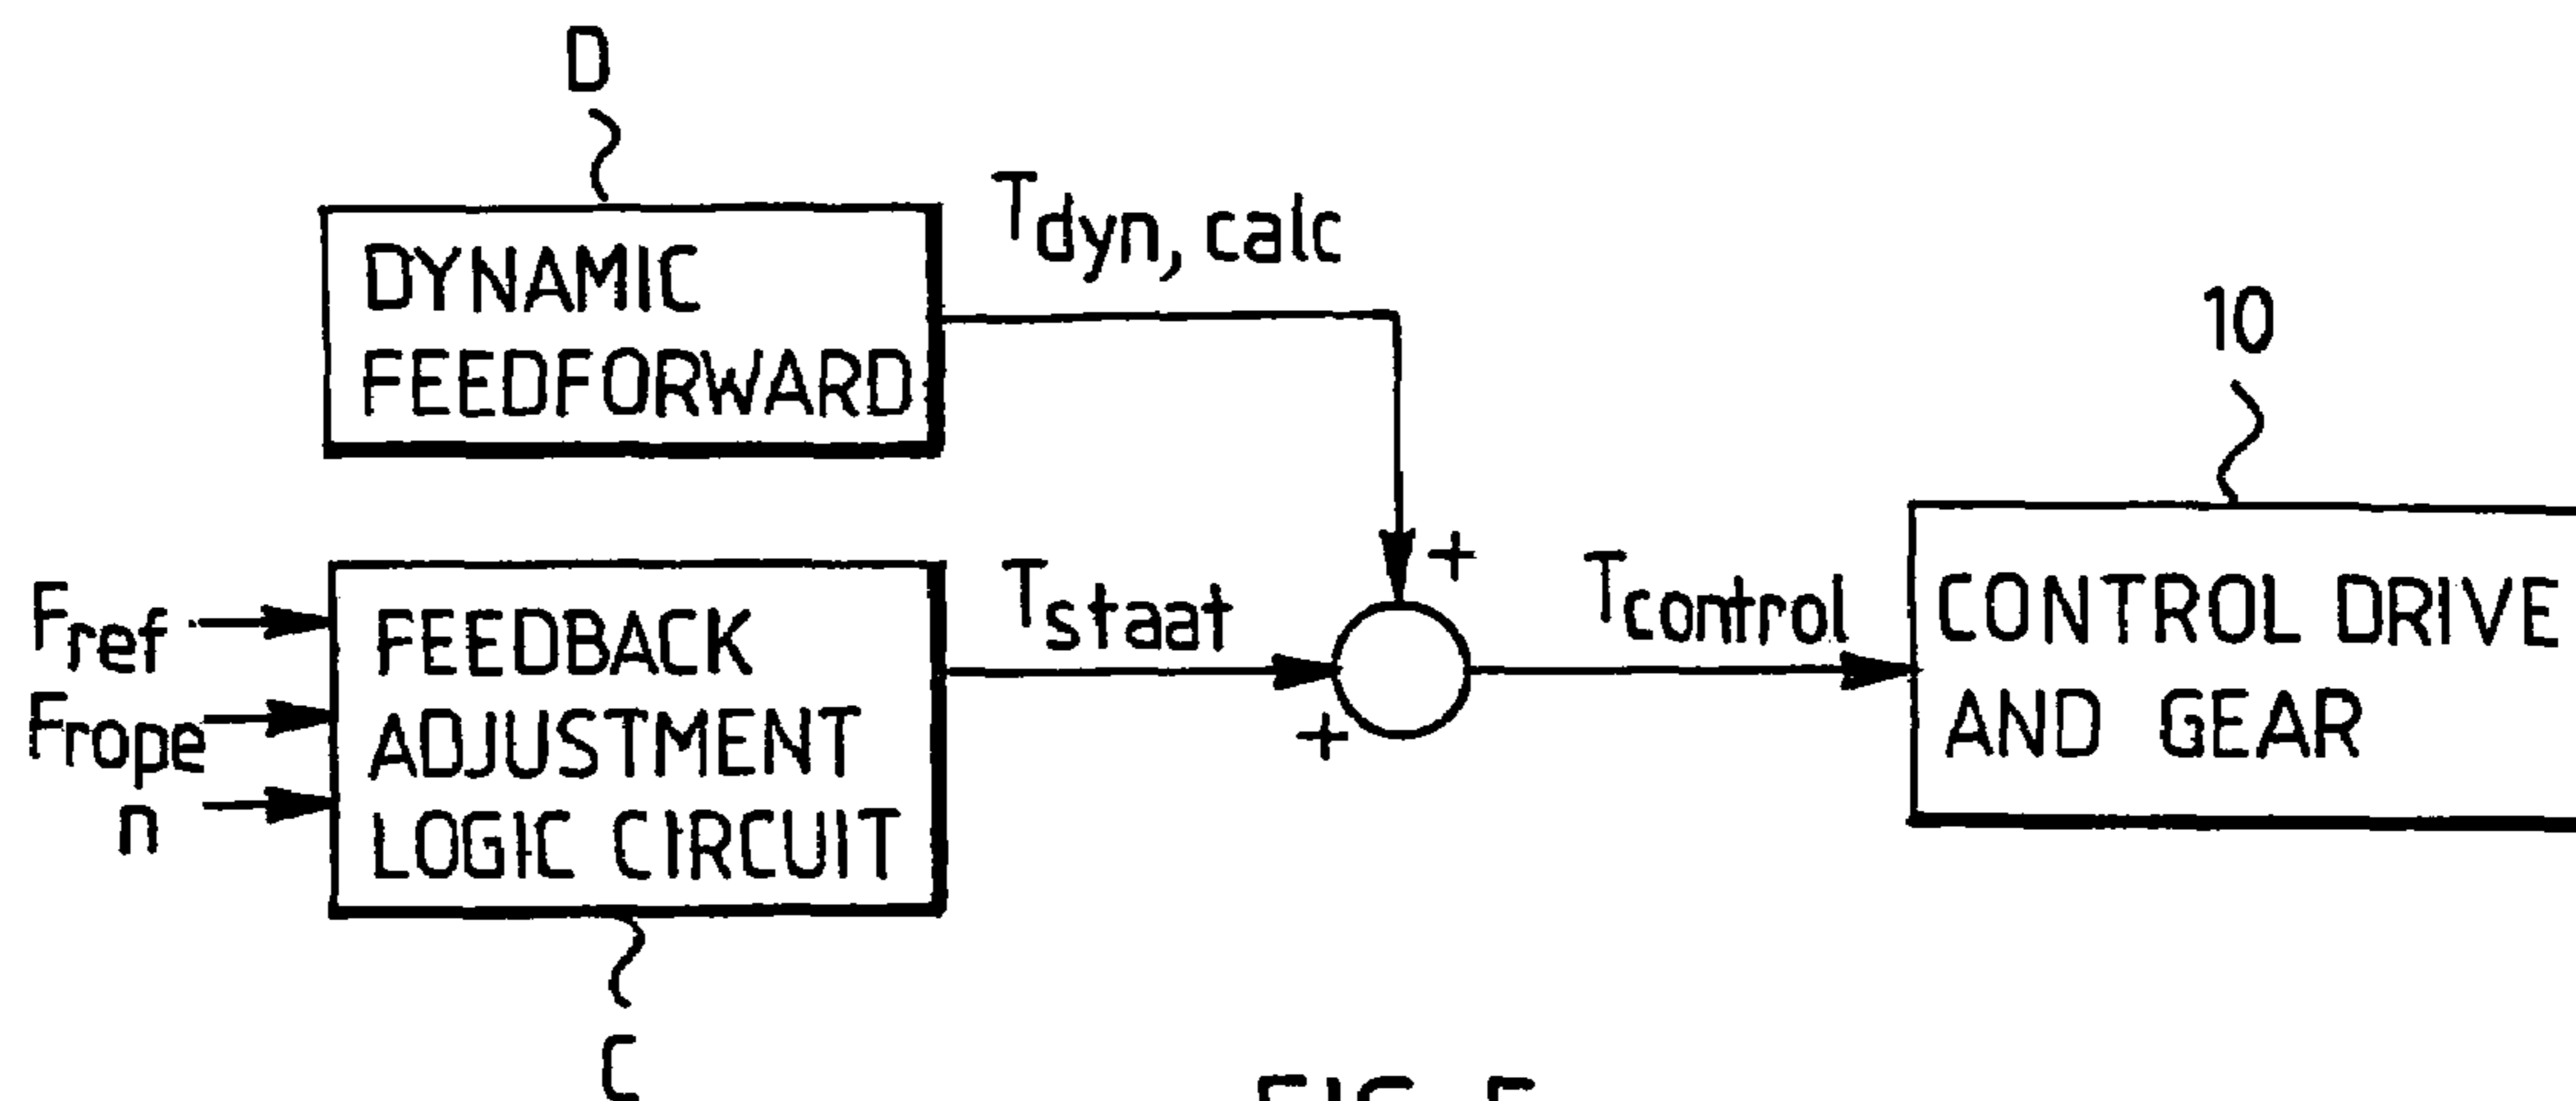 D
DYNAMIC
FEEDFORWARD
Tdyn, calc
10
Fref
Frope
n
FEEDBACK
ADJUSTMENT
LOGIC CIRCUIT
Tstaat
+
+
Tcontrol
CONTROL DRIVE
AND GEAR
C